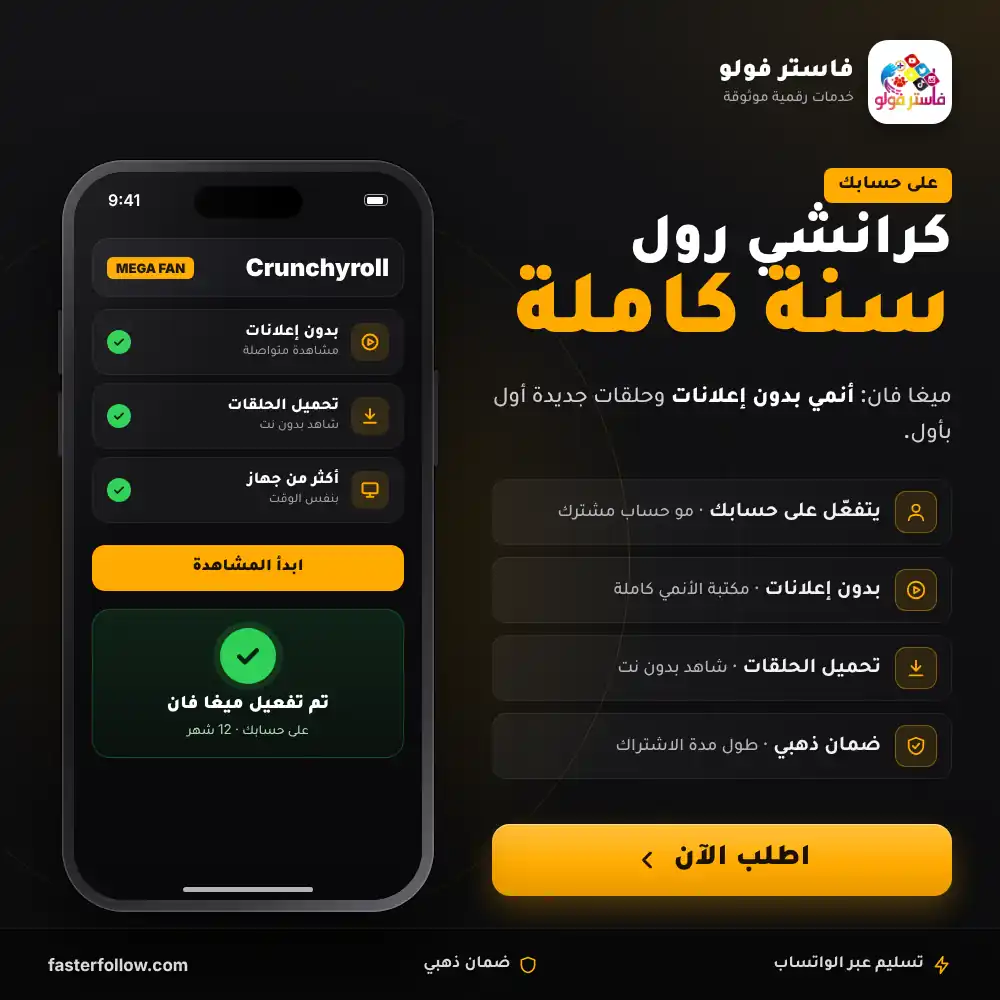 فاستر فولو
خدمات رقمية موثوقة
فاستر فولو
على حسابك
كرانشي رول
سنة كاملة
ميغا فان: أنمي بدون إعلانات وحلقات جديدة أول
بأول.
يتفعّل على حسابك · مو حساب مشترك
بدون إعلانات · مكتبة الأنمي كاملة
تحميل الحلقات · شاهد بدون نت
ضمان ذهبي · طول مدة الاشتراك
اطلب الآن
9:41
Crunchyroll
MEGA FAN
بدون إعلانات
مشاهدة متواصلة
تحميل الحلقات
شاهد بدون نت
أكثر من جهاز
بنفس الوقت
ابدأ المشاهدة
تم تفعيل ميغا فان
على حسابك · 12 شهر
تسليم عبر الواتساب
ضمان ذهبي
fasterfollow.com